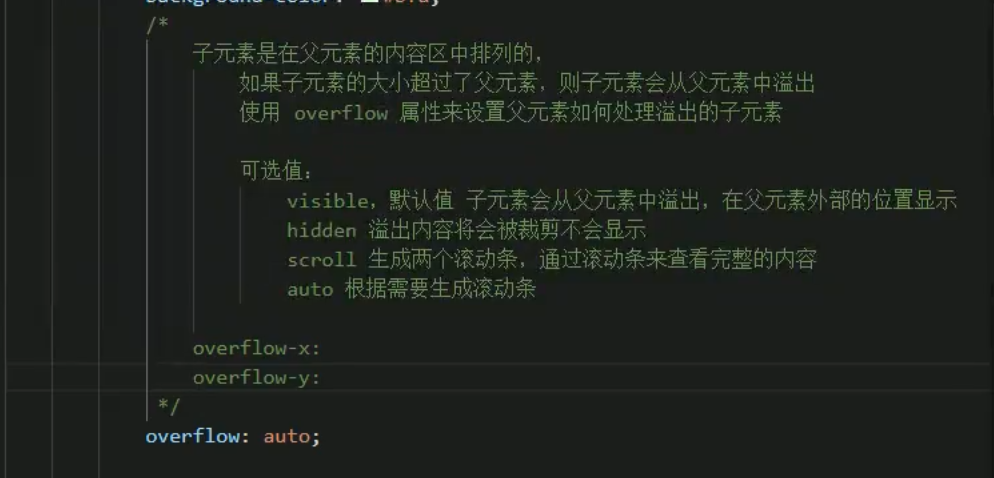 /*
子元素是在父元素的内容区中排列的，
如果子元素的大小超过了父元素，则子元素会从父元素中溢出
使用 overflow 属性来设置父元素如何处理溢出的子元素
可选值：
visible，默认值 子元素会从父元素中溢出，在父元素外部的位置显示
hidden 溢出内容将会被裁剪不会显示
scroll 生成两个滚动条，通过滚动条来查看完整的内容
auto 根据需要生成滚动条
overflow-x:
overflow-y:
*/
overflow: auto;